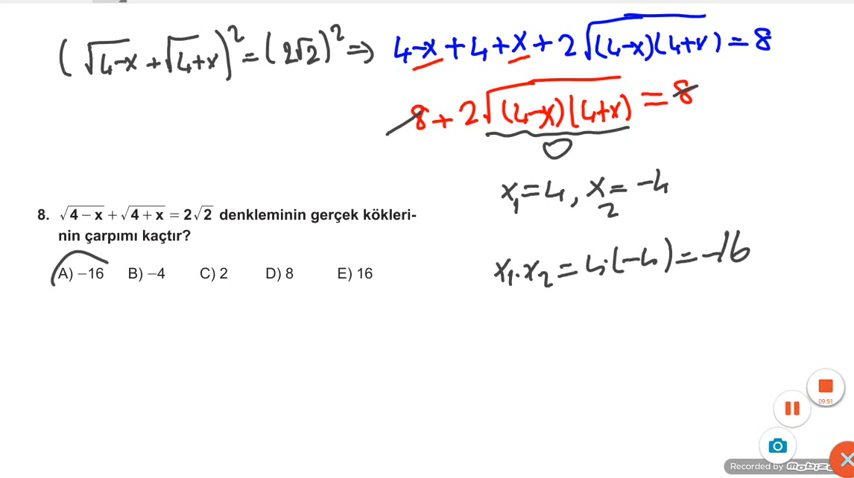 (√4-x + √4+x)² = (2√2)² ⇒ 4-x + 4 + x + 2√(4-x)(4+x) = 8
8 + 2√(4-x)(4+x) = 8
0
x₁ = 4, x₂ = -4
8. √4 − x + √4 + x = 2√2 denkleminin gerçek kökleri-
nin çarpımı kaçtır?
A) −16 B) −4 C) 2 D) 8 E) 16
x₁.x₂ = 4.(-4) = -16
09:51
Recorded by